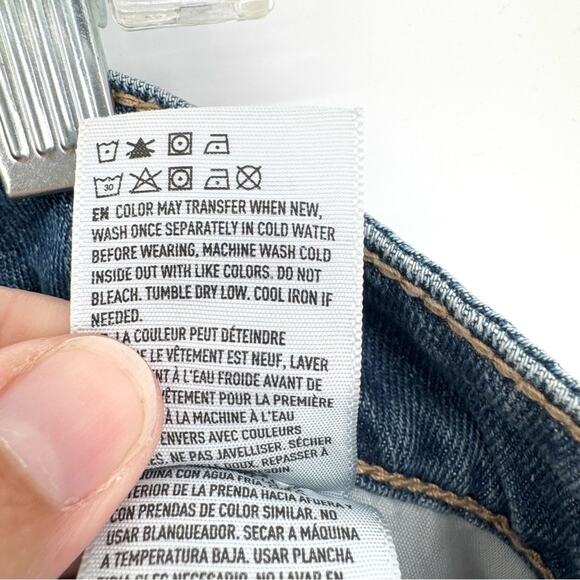 30
EN COLOR MAY TRANSFER WHEN NEW,
WASH ONCE SEPARATELY IN COLD WATER
BEFORE WEARING, MACHINE WASH COLD
INSIDE OUT WITH LIKE COLORS. DO NOT
BLEACH. TUMBLE DRY LOW. COOL IRON IF
NEEDED.
LA COULEUR PEUT DÉTEINDRE
LE VÊTEMENT EST NEUF, LAVER
À L'EAU FROIDE AVANT DE
VÊTEMENT POUR LA PREMIÈRE
À LA MACHINE À L'EAU
ENVERS AVEC COULEURS
NE PAS JAVELLISER. SÉCHER
DOUX. REPASSER À
CON AGUA
DE LA PRENDA HACIA AFUERA Y
CON PRENDAS DE COLOR SIMILAR. NO
USAR BLANQUEADOR. SECAR A MÁQUINA
A TEMPERATURA BAJA. USAR PLANCHA